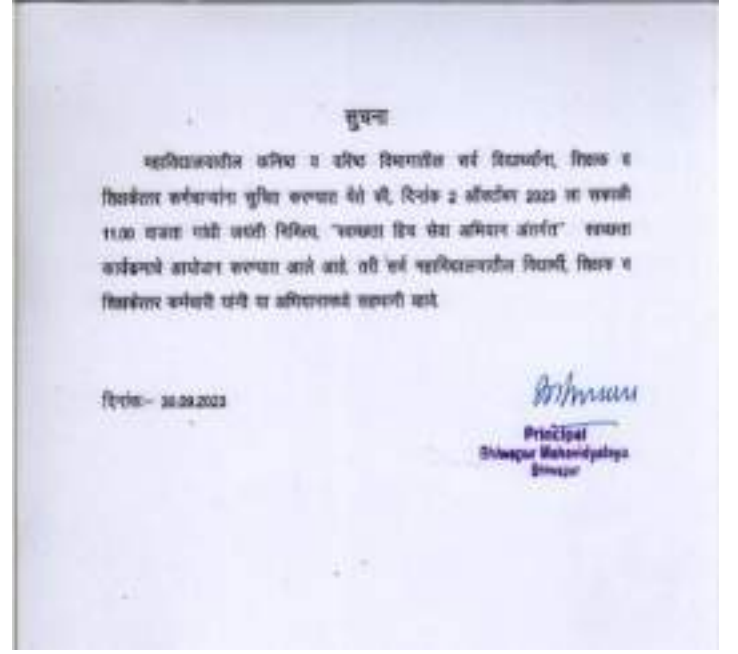 सुचना
महाविद्यालयातील कनिष्ठ व वरिष्ठ विभागातील सर्व विद्यार्थ्यांना, शिक्षक व
शिक्षकेत्तर कर्मचाऱ्यांना सुचित करण्यात येते की, दिनांक 2 ऑक्टोंबर 2023 ला सकाळी
11.00 वाजता गांधी जयंती निमित्य, "स्वच्छता हिच सेवा अभियान अंतर्गत" स्वच्छता
कार्यक्रमाचे आयोजन करण्यात आले आहे. तरी सर्व महाविद्यालयातील विद्यार्थी, शिक्षक व
शिक्षकेत्तर कर्मचारी यांनी या अभियानामध्ये सहभागी व्हावे.
दिनांक:– 30.09.2023
Principal
Bhiwapur Mahavidyalaya
Bhiwapur